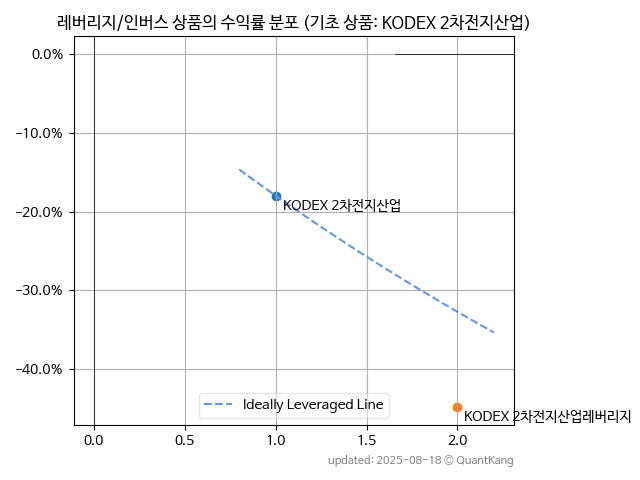 레버리지/인버스 상품의 수익률 분포 (기초 상품: KODEX 2차전지산업)
0.0%
−10.0%
−20.0%
−30.0%
−40.0%
KODEX 2차전지산업
KODEX 2차전지산업레버리지
Ideally Leveraged Line
0.0 0.5 1.0 1.5 2.0
updated: 2025-08-18 © QuantKang